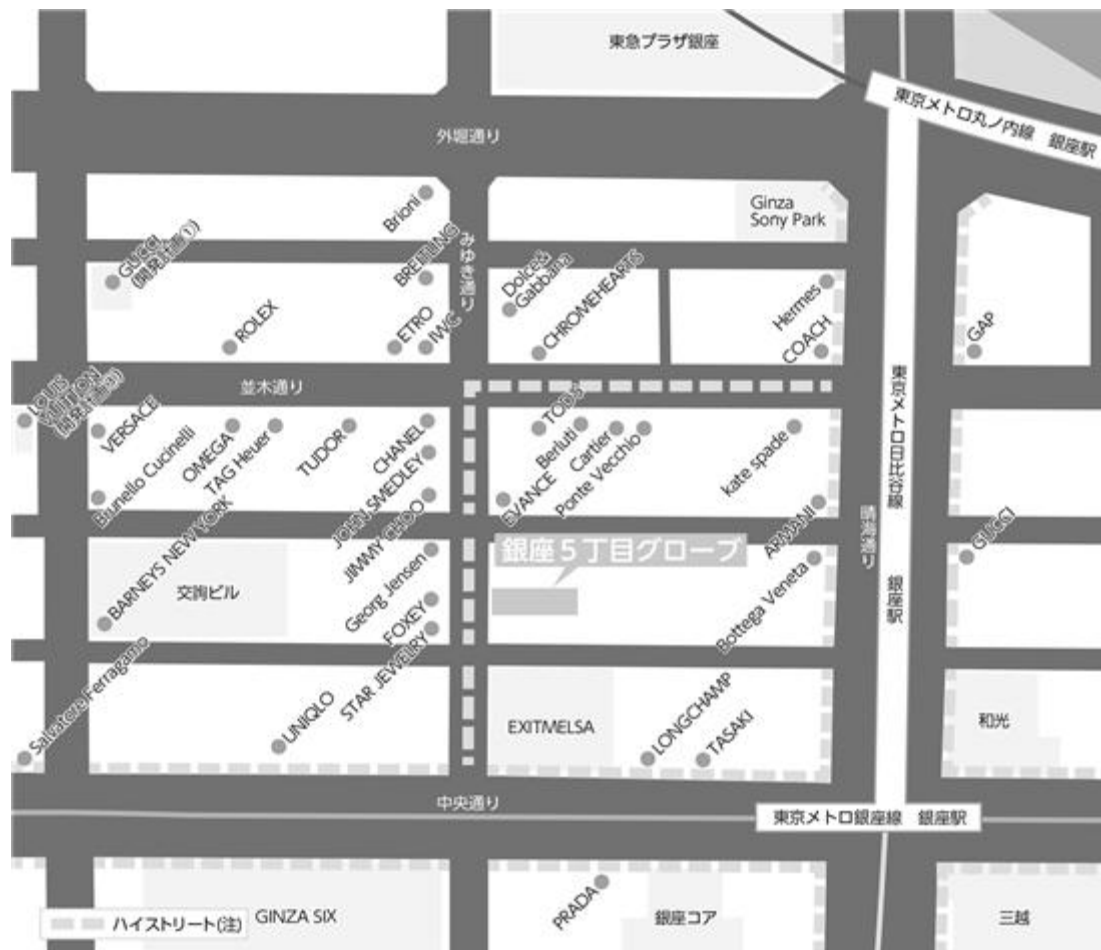 東急プラザ銀座
東京メトロ丸ノ内線 銀座駅
外堀通り
Brioni
Ginza
Sony Park
みゆき通り
GUCCI
(開発計画①)
BREITLING
Dolce&
Gabbana
CHROMEHEARTS
Hermes
ROLEX
ETRO
IWC
COACH
GAP
並木通り
東京メトロ日比谷線 銀座駅
LOUIS
VUITTON
VERSACE
Brunello Cucinelli
OMEGA
TAG Heuer
TUDOR
CHANEL
JOHN SMEDLEY
JIMMY CHOO
TOD'S
Berluti
Cartier
Ponte Vecchio
kate spade
EVANCE
ARMANI
晴海通り
GUCCI
銀座5丁目グローブ
BARNEYS NEW YORK
交詢ビル
Georg Jensen
FOXEY
STAR JEWELRY
Bottega Veneta
Salvatore Ferragamo
UNIQLO
EXITMELSA
LONGCHAMP
TASAKI
和光
中央通り
東京メトロ銀座線 銀座駅
ハイストリート(注)
GINZA SIX
PRADA
銀座コア
三越